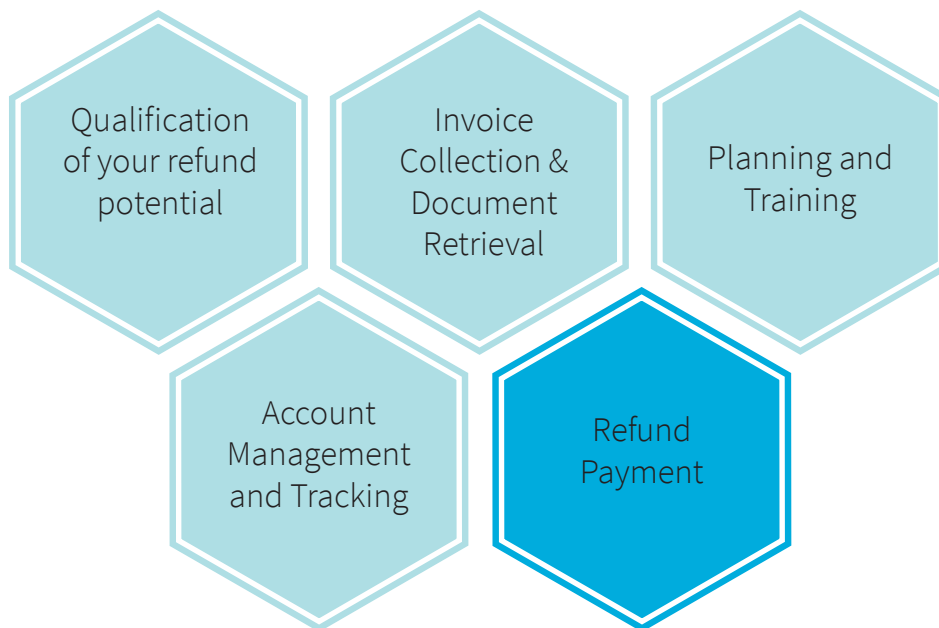 Qualification
of your refund
potential
Invoice
Collection &
Document
Retrieval
Planning and
Training
Account
Management
and Tracking
Refund
Payment